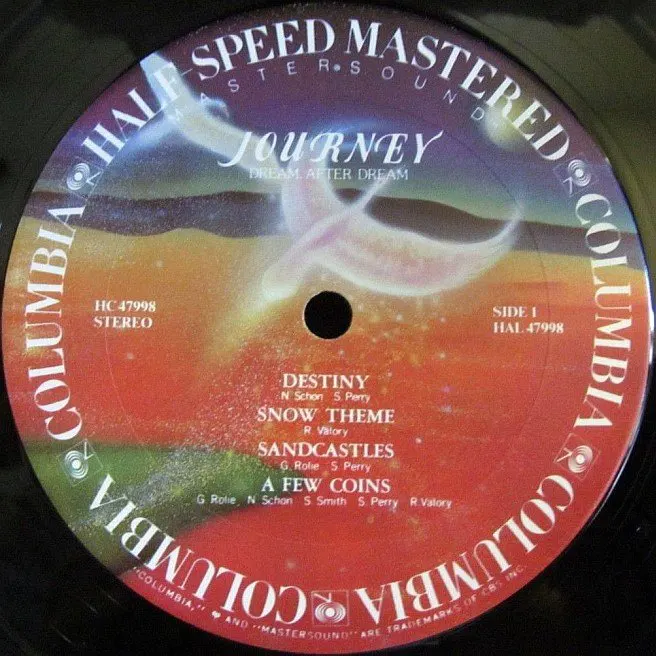 HALF SPEED MASTERED
MASTERSOUND
JOURNEY
DREAM, AFTER DREAM
HC 47998
STEREO
SIDE 1
HAL 47998
DESTINY
N. Schon S. Perry
SNOW THEME
R. Valory
SANDCASTLES
G. Rolie S. Perry
A FEW COINS
G. Rolie N. Schon S. Smith S. Perry R. Valory
COLUMBIA
COLUMBIA
COLUMBIA
COLUMBIA
COLUMBIA
"COLUMBIA," AND "MASTERSOUND" ARE TRADEMARKS OF CBS INC.